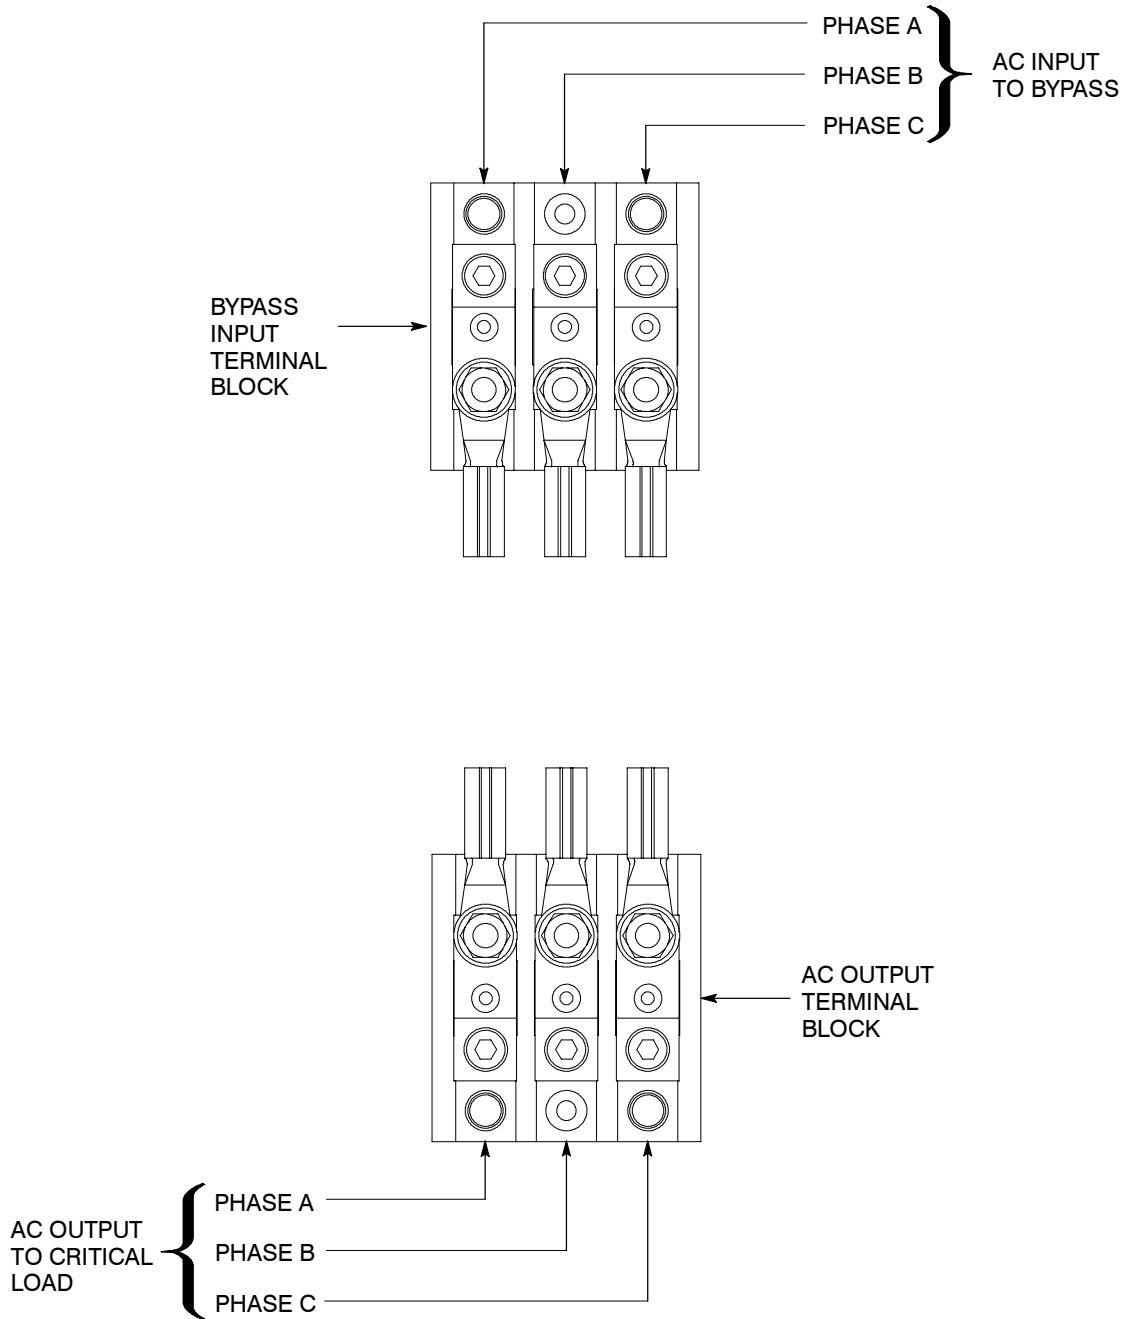 PHASE A
PHASE B
PHASE C
AC INPUT
TO BYPASS
BYPASS
INPUT
TERMINAL
BLOCK
AC OUTPUT
TERMINAL
BLOCK
PHASE A
PHASE B
PHASE C
AC OUTPUT
TO CRITICAL
LOAD